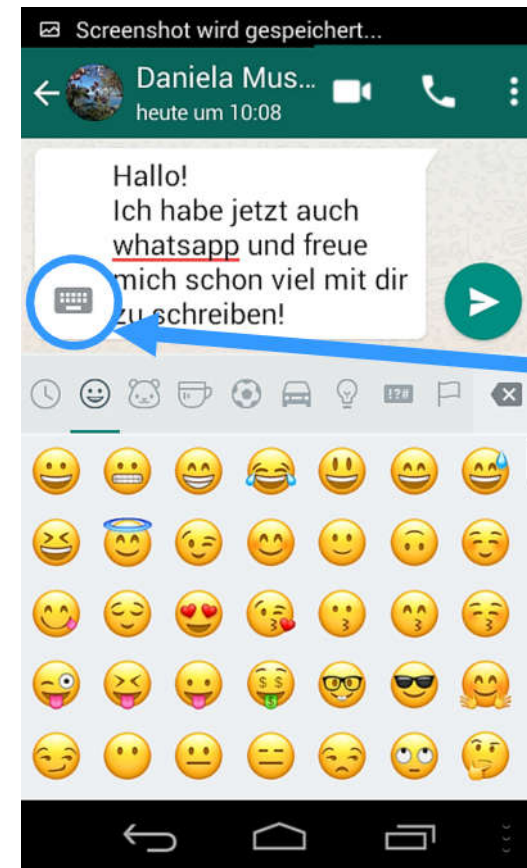 Screenshot wird gespeichert...
Daniela Mus...
heute um 10:08
Hallo!
Ich habe jetzt auch
whatsapp und freue
mich schon viel mit dir
zu schreiben!
!?#